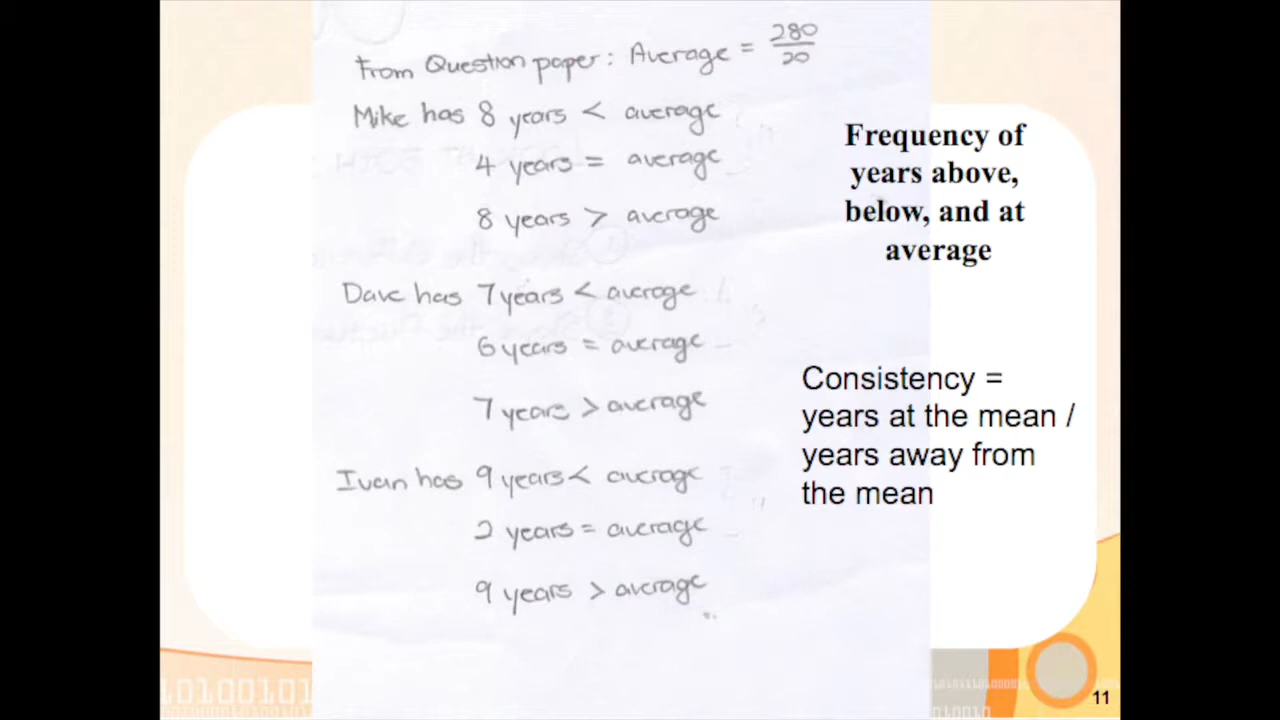 From Question paper: Average = 280/20
Mike has 8 years < average
4 years = average
8 years > average
Dave has 7 years < average
6 years = average
7 years > average
Ivan has 9 years < average
2 years = average
9 years > average
Frequency of
years above,
below, and at
average
Consistency =
years at the mean /
years away from
the mean
11